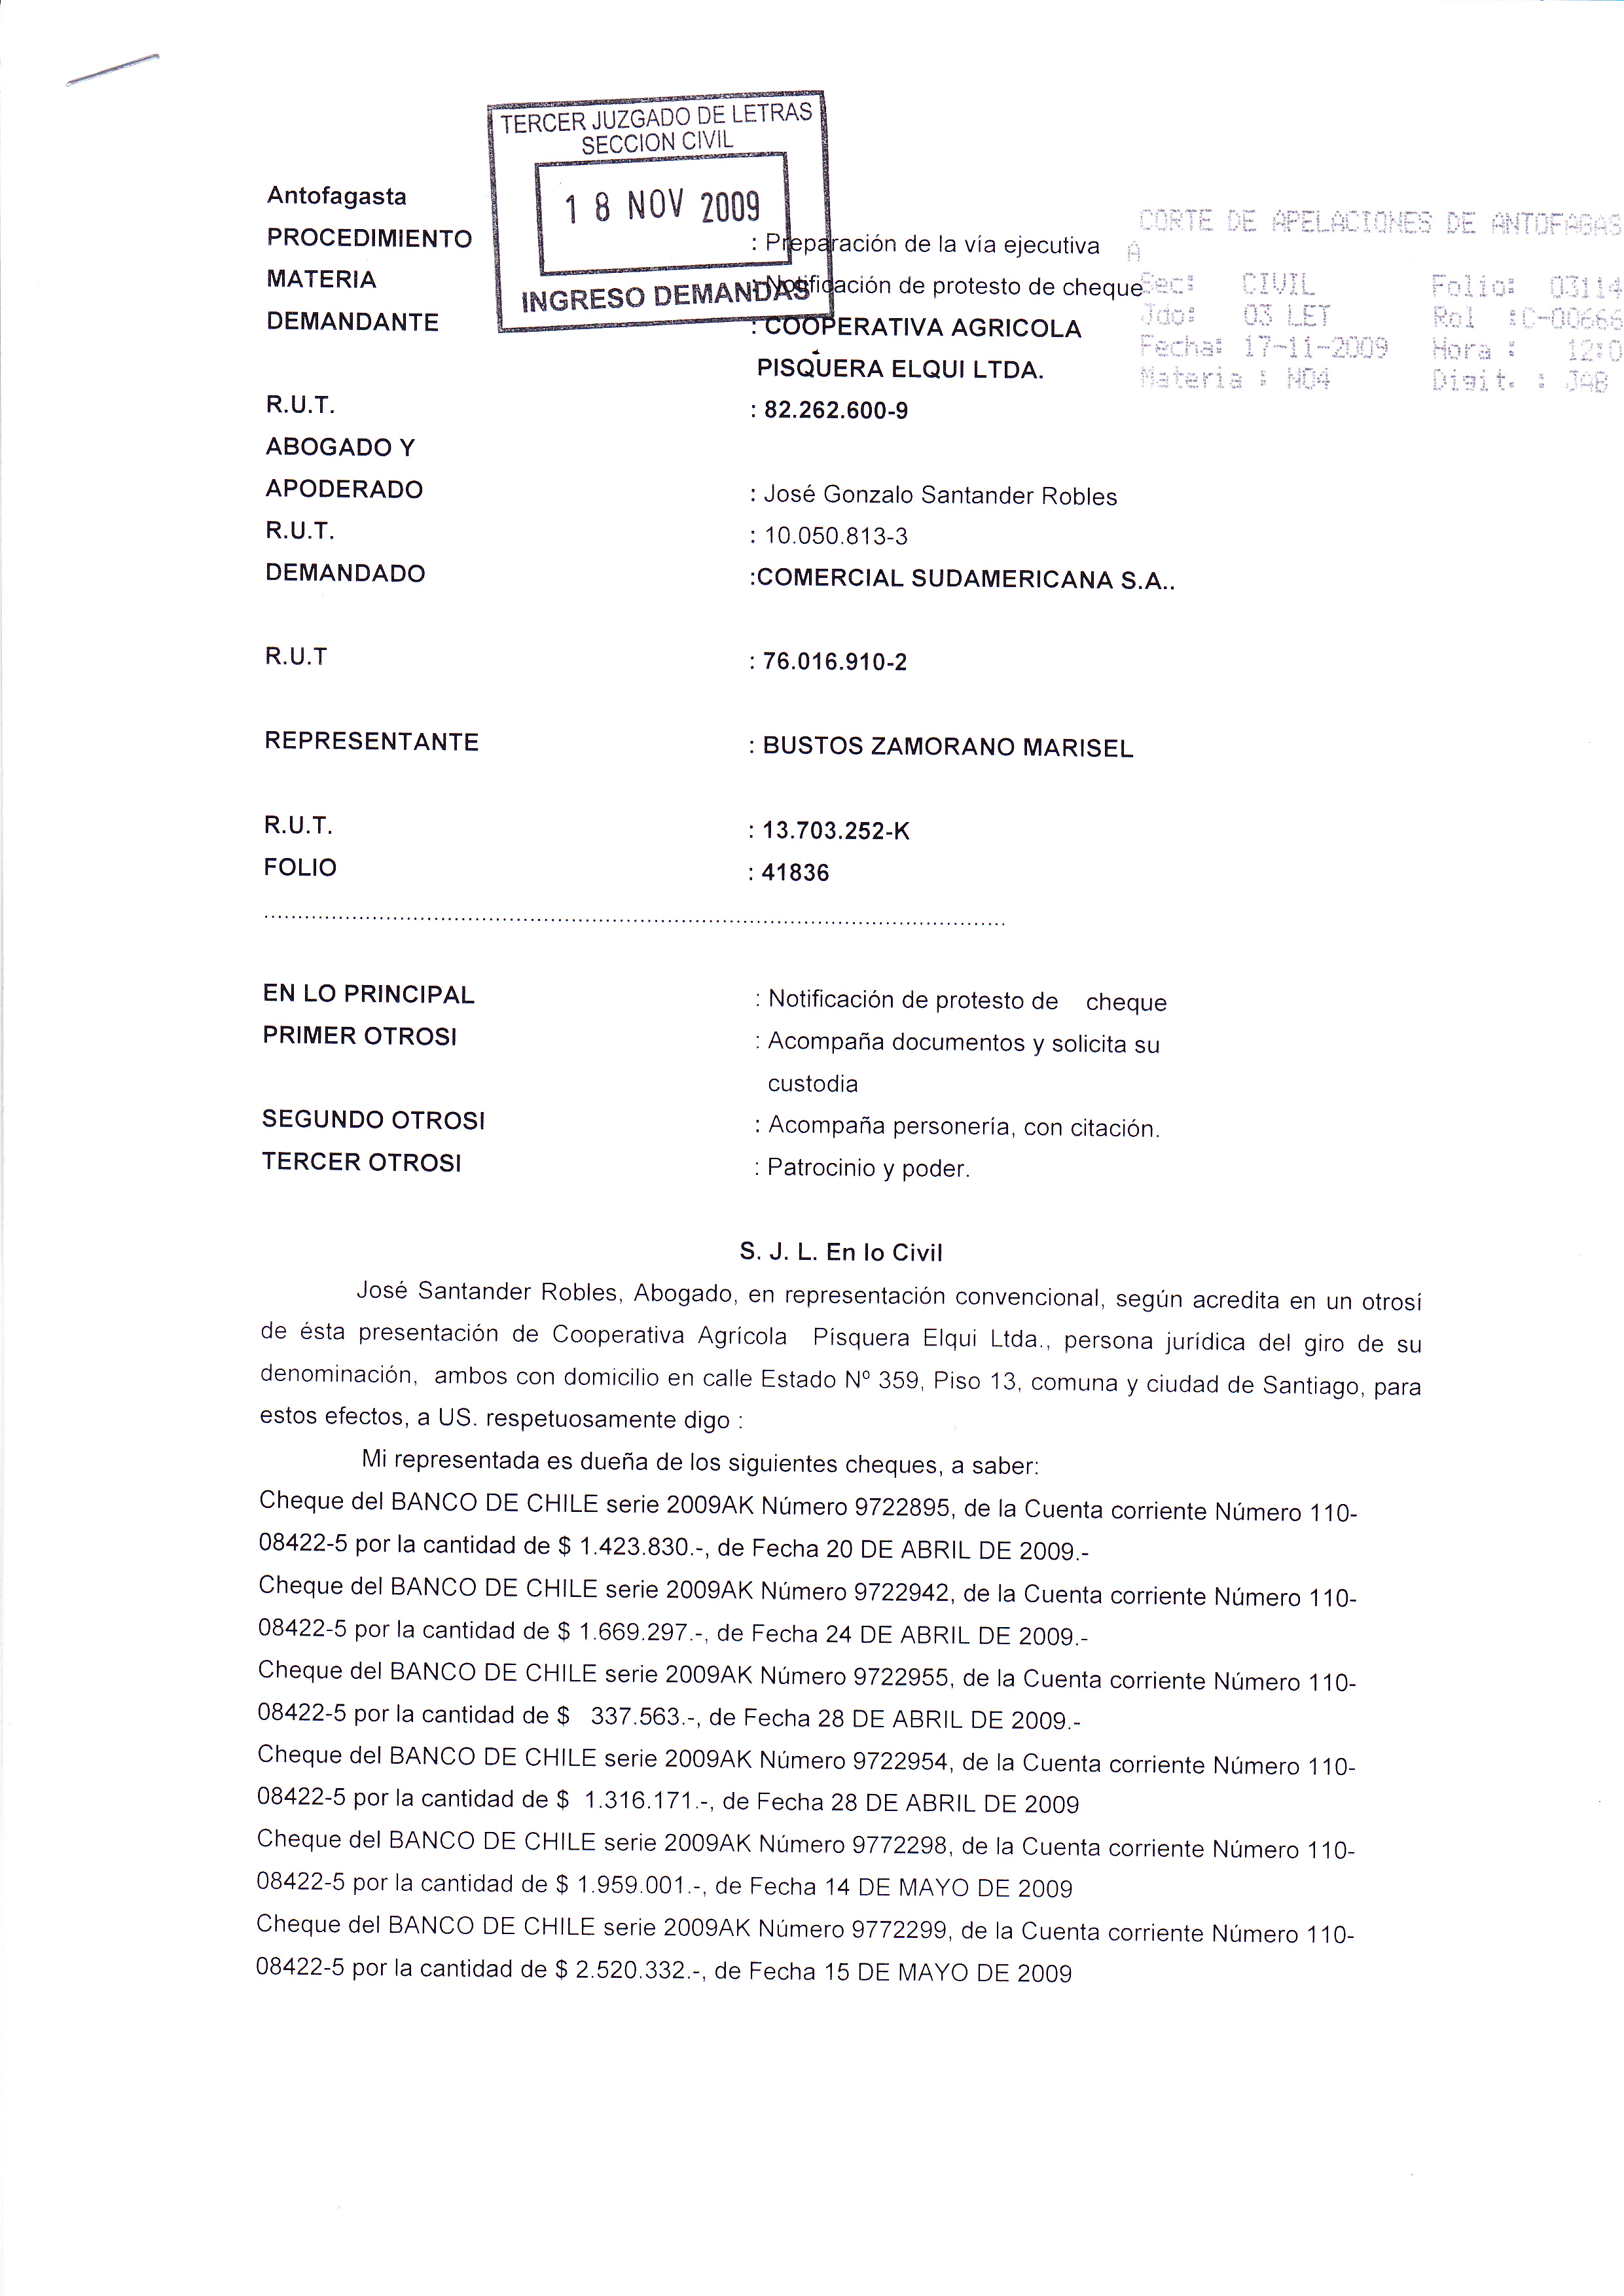 TERCER JUZGADO DE LETRAS
SECCION CIVIL
18 NOV 2009
INGRESO DEMANDAS
CORTE DE APELACIONES DE ANTOFAGAS
A
Sec: CIVIL Folio: 03114
Jdo: 03 LET Rol :C-00666
Fecha: 17-11-2009 Hora : 12:0
Materia : N04 Digit. : JAB
Antofagasta
PROCEDIMIENTO : Preparación de la vía ejecutiva
MATERIA : Notificación de protesto de cheque
DEMANDANTE : COOPERATIVA AGRICOLA
PISQUERA ELQUI LTDA.
R.U.T. : 82.262.600-9
ABOGADO Y
APODERADO : José Gonzalo Santander Robles
R.U.T. : 10.050.813-3
DEMANDADO :COMERCIAL SUDAMERICANA S.A..
R.U.T : 76.016.910-2
REPRESENTANTE : BUSTOS ZAMORANO MARISEL
R.U.T. : 13.703.252-K
FOLIO : 41836
EN LO PRINCIPAL : Notificación de protesto de cheque
PRIMER OTROSI : Acompaña documentos y solicita su
custodia
SEGUNDO OTROSI : Acompaña personería, con citación.
TERCER OTROSI : Patrocinio y poder.
S. J. L. En lo Civil
José Santander Robles, Abogado, en representación convencional, según acredita en un otrosí
de ésta presentación de Cooperativa Agrícola Pisquera Elqui Ltda., persona jurídica del giro de su
denominación, ambos con domicilio en calle Estado Nº 359, Piso 13, comuna y ciudad de Santiago, para
estos efectos, a US. respetuosamente digo :
Mi representada es dueña de los siguientes cheques, a saber:
Cheque del BANCO DE CHILE serie 2009AK Número 9722895, de la Cuenta corriente Número 110-
08422-5 por la cantidad de $ 1.423.830.-, de Fecha 20 DE ABRIL DE 2009.-
Cheque del BANCO DE CHILE serie 2009AK Número 9722942, de la Cuenta corriente Número 110-
08422-5 por la cantidad de $ 1.669.297.-, de Fecha 24 DE ABRIL DE 2009.-
Cheque del BANCO DE CHILE serie 2009AK Número 9722955, de la Cuenta corriente Número 110-
08422-5 por la cantidad de $ 337.563.-, de Fecha 28 DE ABRIL DE 2009.-
Cheque del BANCO DE CHILE serie 2009AK Número 9722954, de la Cuenta corriente Número 110-
08422-5 por la cantidad de $ 1.316.171.-, de Fecha 28 DE ABRIL DE 2009
Cheque del BANCO DE CHILE serie 2009AK Número 9772298, de la Cuenta corriente Número 110-
08422-5 por la cantidad de $ 1.959.001.-, de Fecha 14 DE MAYO DE 2009
Cheque del BANCO DE CHILE serie 2009AK Número 9772299, de la Cuenta corriente Número 110-
08422-5 por la cantidad de $ 2.520.332.-, de Fecha 15 DE MAYO DE 2009